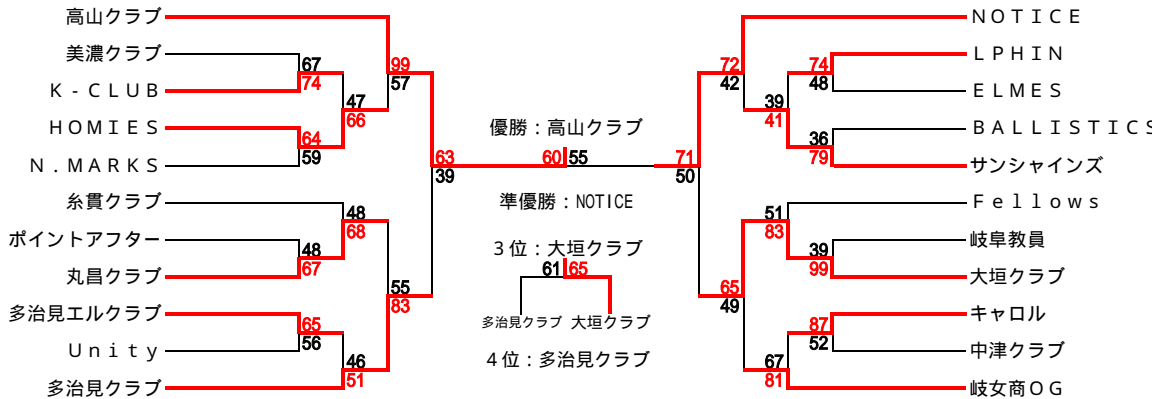 高山クラブ
美濃クラブ
K-CLUB
HOMIES
N.MARKS
糸貫クラブ
ポイントアフター
丸昌クラブ
多治見エルクラブ
Unity
多治見クラブ
67
74
64
59
48
67
65
56
47
66
48
68
46
51
99
57
55
83
63
39
優勝：高山クラブ
60 55
準優勝：NOTICE
3位：大垣クラブ
61 65
多治見クラブ 大垣クラブ
4位：多治見クラブ
71
50
72
42
65
49
39
41
51
83
67
81
74
48
36
79
39
99
87
52
NOTICE
LPHIN
ELMES
BALLISTICS
サンシャインズ
Fellows
岐阜教員
大垣クラブ
キャロル
中津クラブ
岐女商OG